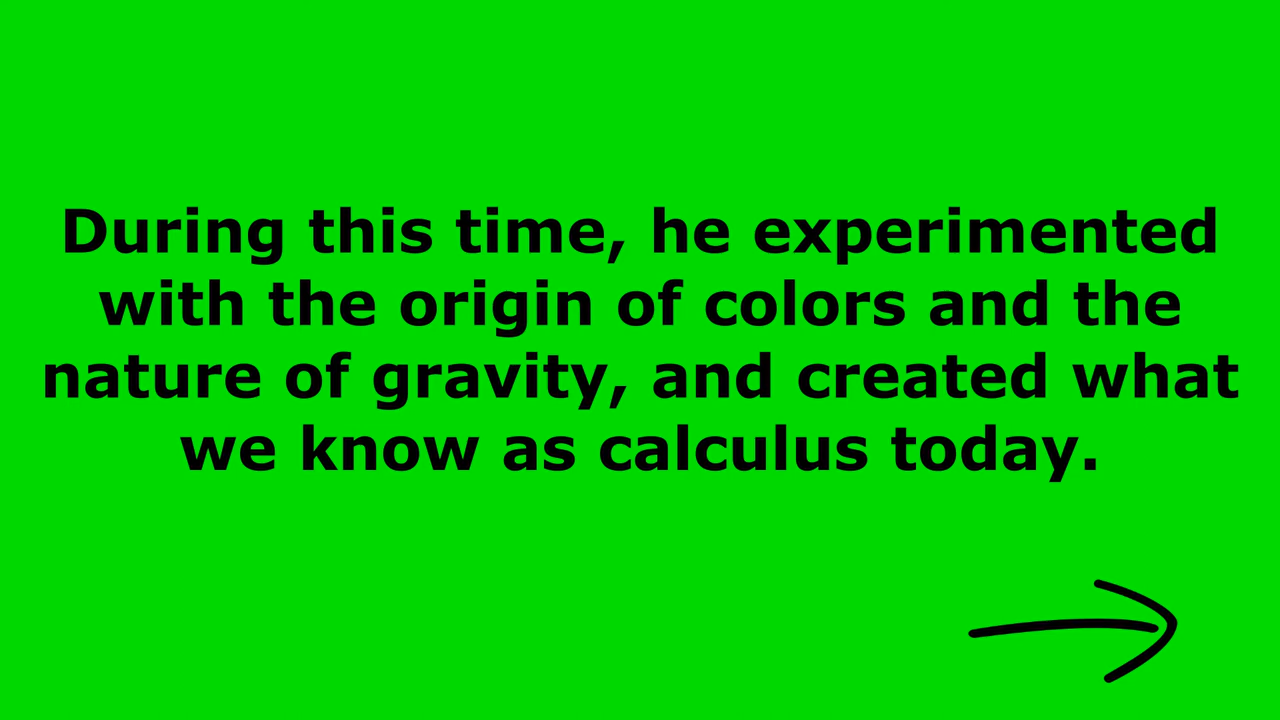 During this time, he experimented
with the origin of colors and the
nature of gravity, and created what
we know as calculus today.